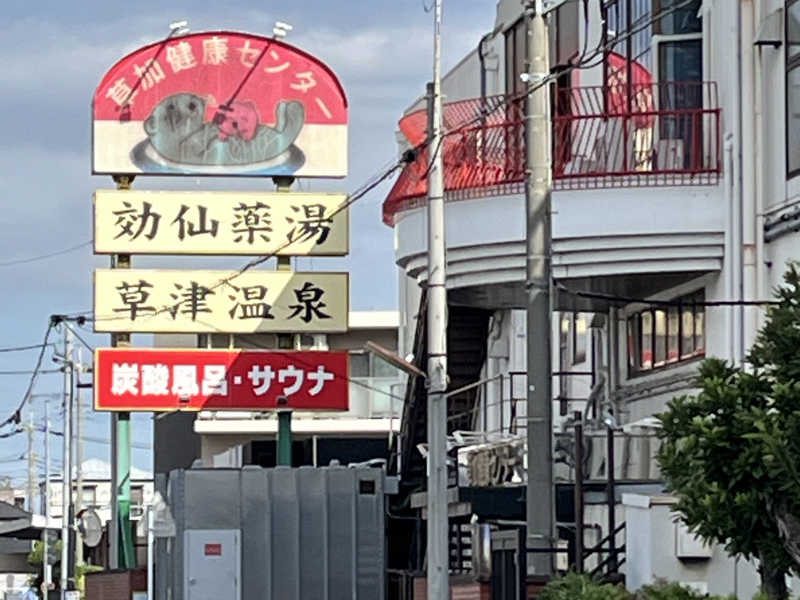 草加健康センター
効仙薬湯
草津温泉
炭酸風呂・サウナ